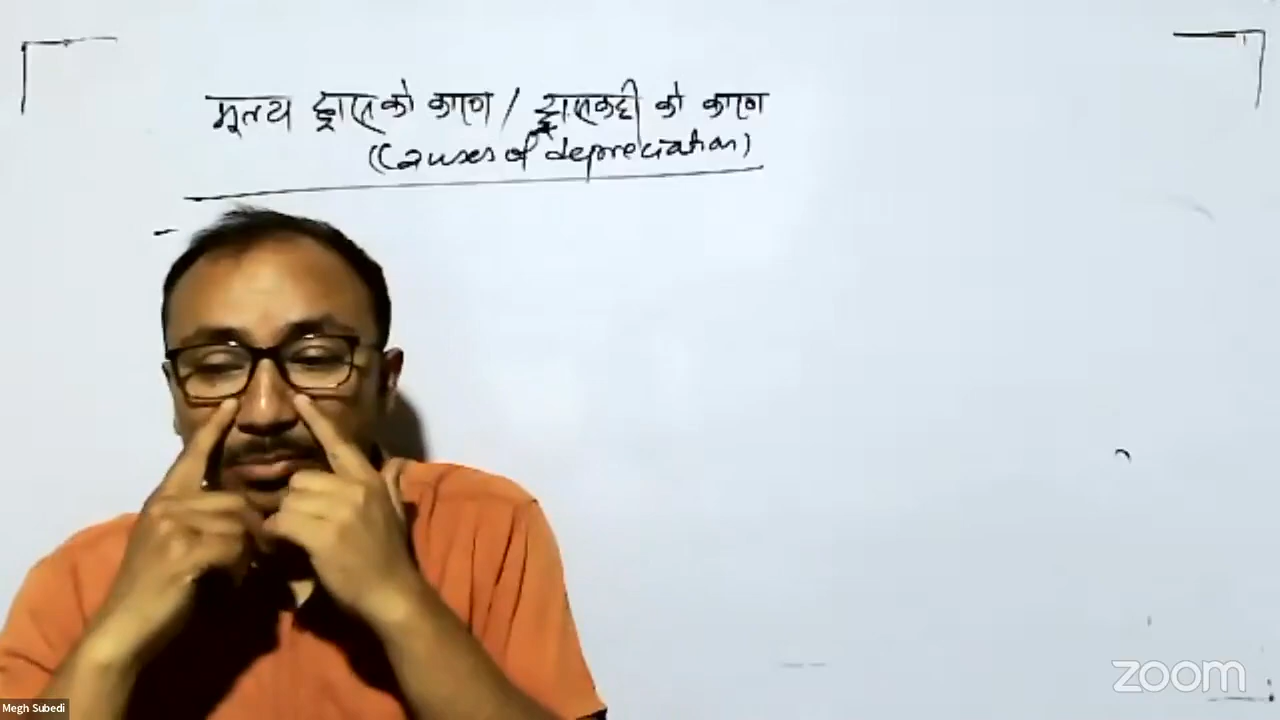 मूल्य ह्रासको कारण / ह्रासकट्टी को कारण
(Causes of depreciation)
Megh Subedi
zoom